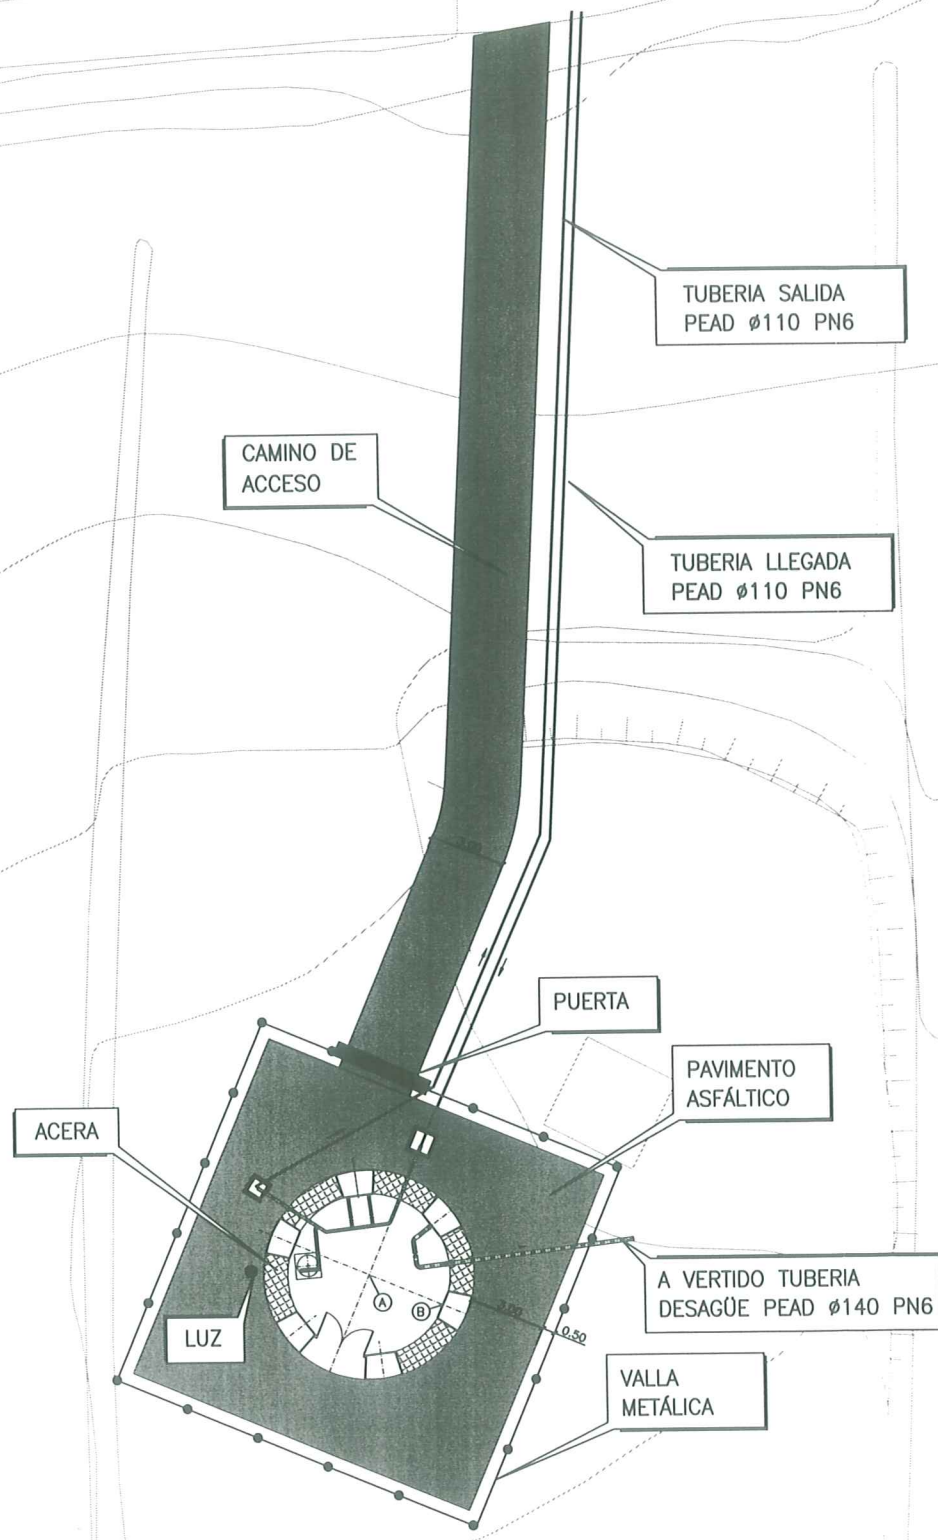 TUBERIA SALIDA
PEAD ø110 PN6
CAMINO DE
ACCESO
TUBERIA LLEGADA
PEAD ø110 PN6
PUERTA
PAVIMENTO
ASFÁLTICO
ACERA
A VERTIDO TUBERIA
DESAGÜE PEAD ø140 PN6
A
B
3.00
0.50
LUZ
VALLA
METÁLICA